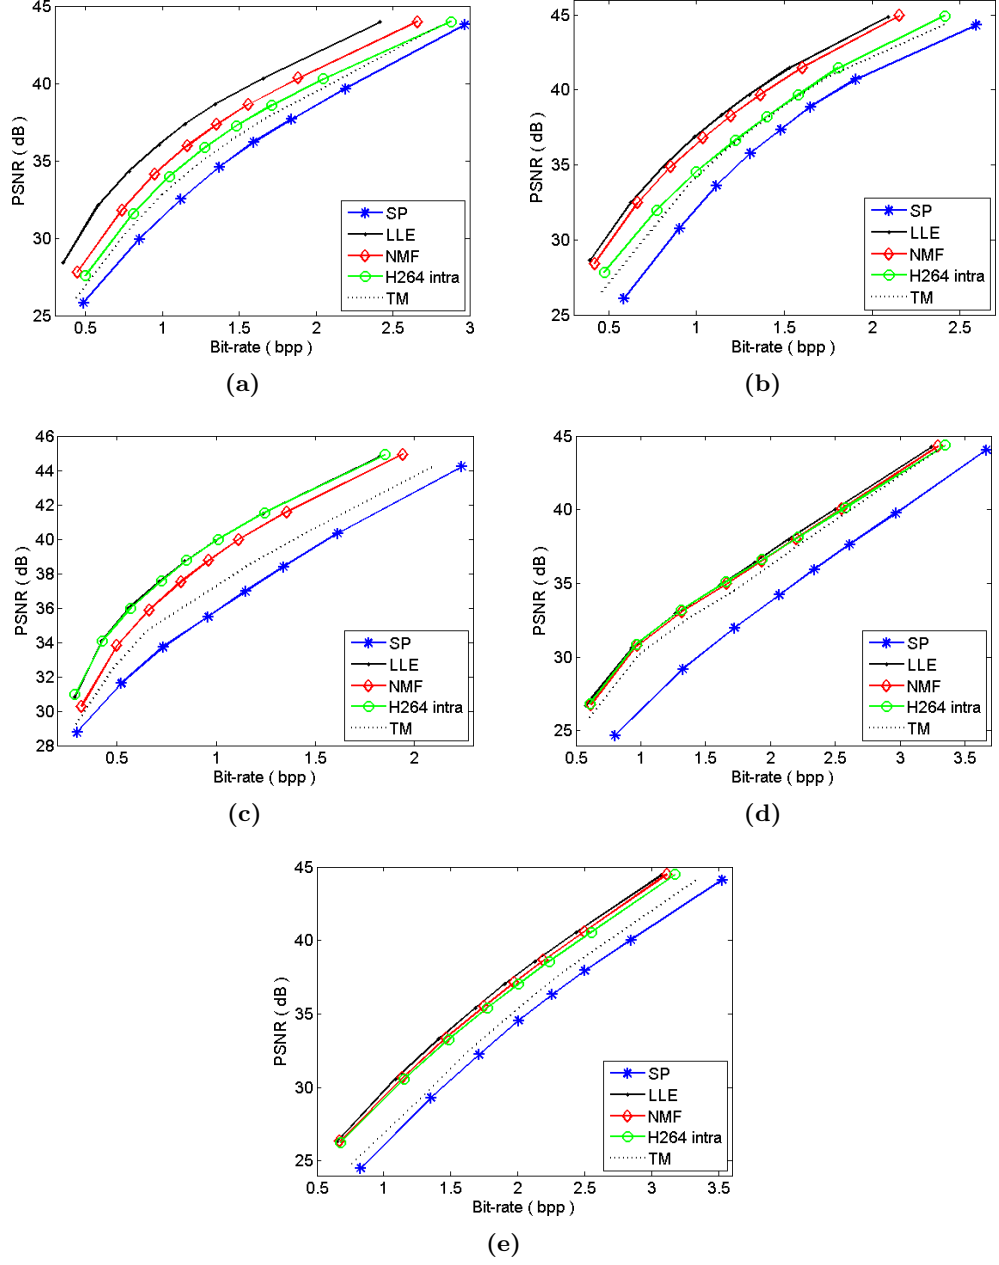 45
40
35
30
25
PSNR ( dB )
0.5 1 1.5 2 2.5 3
Bit-rate ( bpp )
SP
LLE
NMF
H264 intra
TM
(a)
45
40
35
30
25
PSNR ( dB )
0.5 1 1.5 2 2.5
Bit-rate ( bpp )
SP
LLE
NMF
H264 intra
TM
(b)
46
44
42
40
38
36
34
32
30
28
PSNR ( dB )
0.5 1 1.5 2
Bit-rate ( bpp )
SP
LLE
NMF
H264 intra
TM
(c)
45
40
35
30
25
PSNR ( dB )
0.5 1 1.5 2 2.5 3 3.5
Bit-rate ( bpp )
SP
LLE
NMF
H264 intra
TM
(d)
45
40
35
30
25
PSNR ( dB )
0.5 1 1.5 2 2.5 3 3.5
Bit-rate ( bpp )
SP
LLE
NMF
H264 intra
TM
(e)